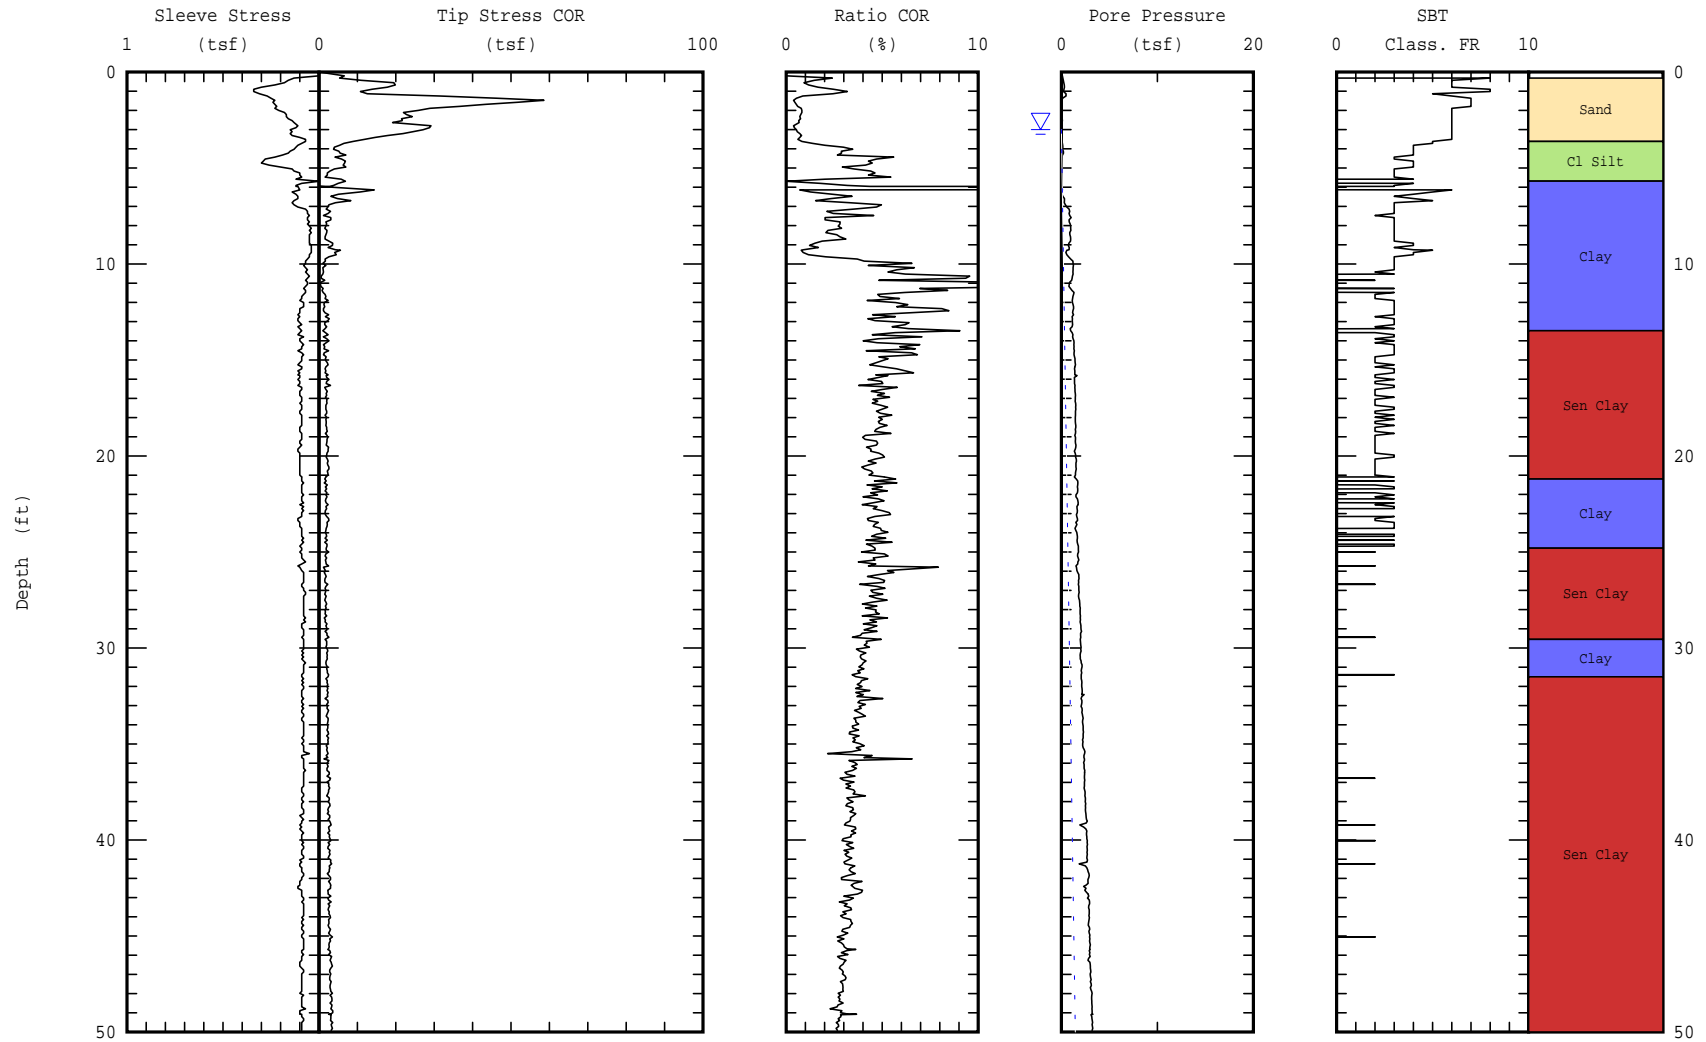 Sleeve Stress Tip Stress COR Ratio COR Pore Pressure SBT
1 (tsf) 0 (tsf) 100 0 (%) 10 0 (tsf) 20 0 Class. FR 10
0 0
Sand
Cl Silt
Clay
10 10
Sen Clay
20 20
Clay
Depth (ft)
Sen Clay
30 Clay 30
40 40
Sen Clay
50 50